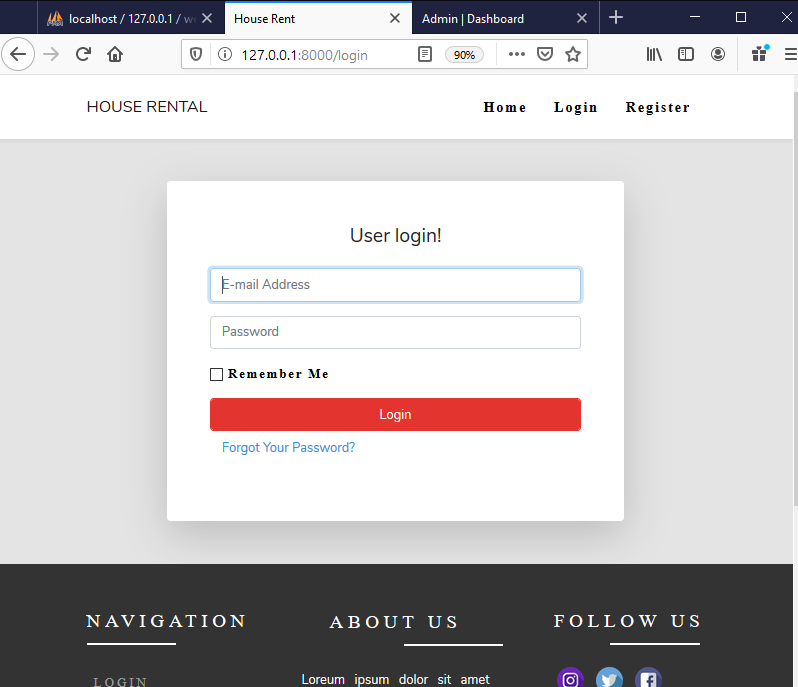 localhost / 127.0.0.1 /
House Rent
Admin | Dashboard
127.0.0.1:8000/login
90%
HOUSE RENTAL
Home Login Register
User login!
E-mail Address
Password
Remember Me
Login
Forgot Your Password?
NAVIGATION
ABOUT US
FOLLOW US
LOGIN
Loreum ipsum dolor sit amet